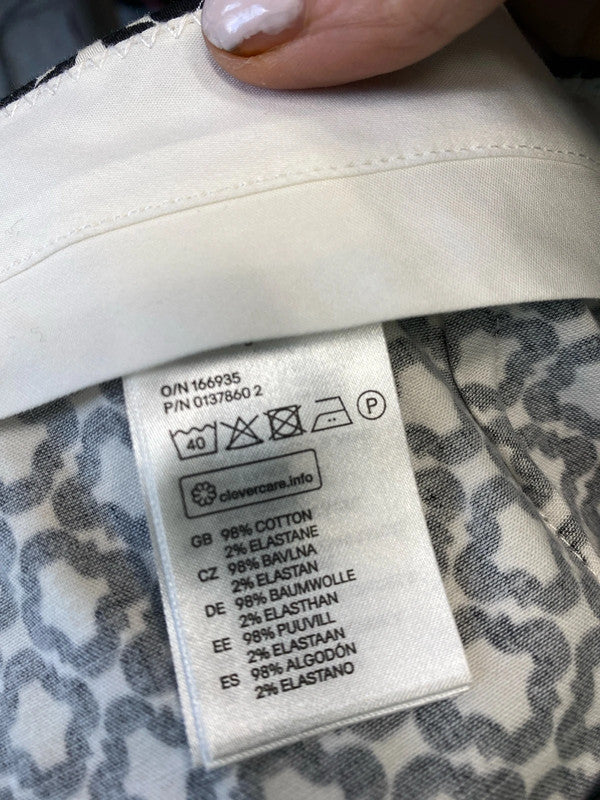 O/N 166935
P/N 0137860 2
40 P
clevercare.info
GB 98% COTTON
2% ELASTANE
CZ 98% BAVLNA
2% ELASTAN
DE 98% BAUMWOLLE
2% ELASTHAN
EE 98% PUUVILL
2% ELASTAAN
ES 98% ALGODÓN
2% ELASTANO